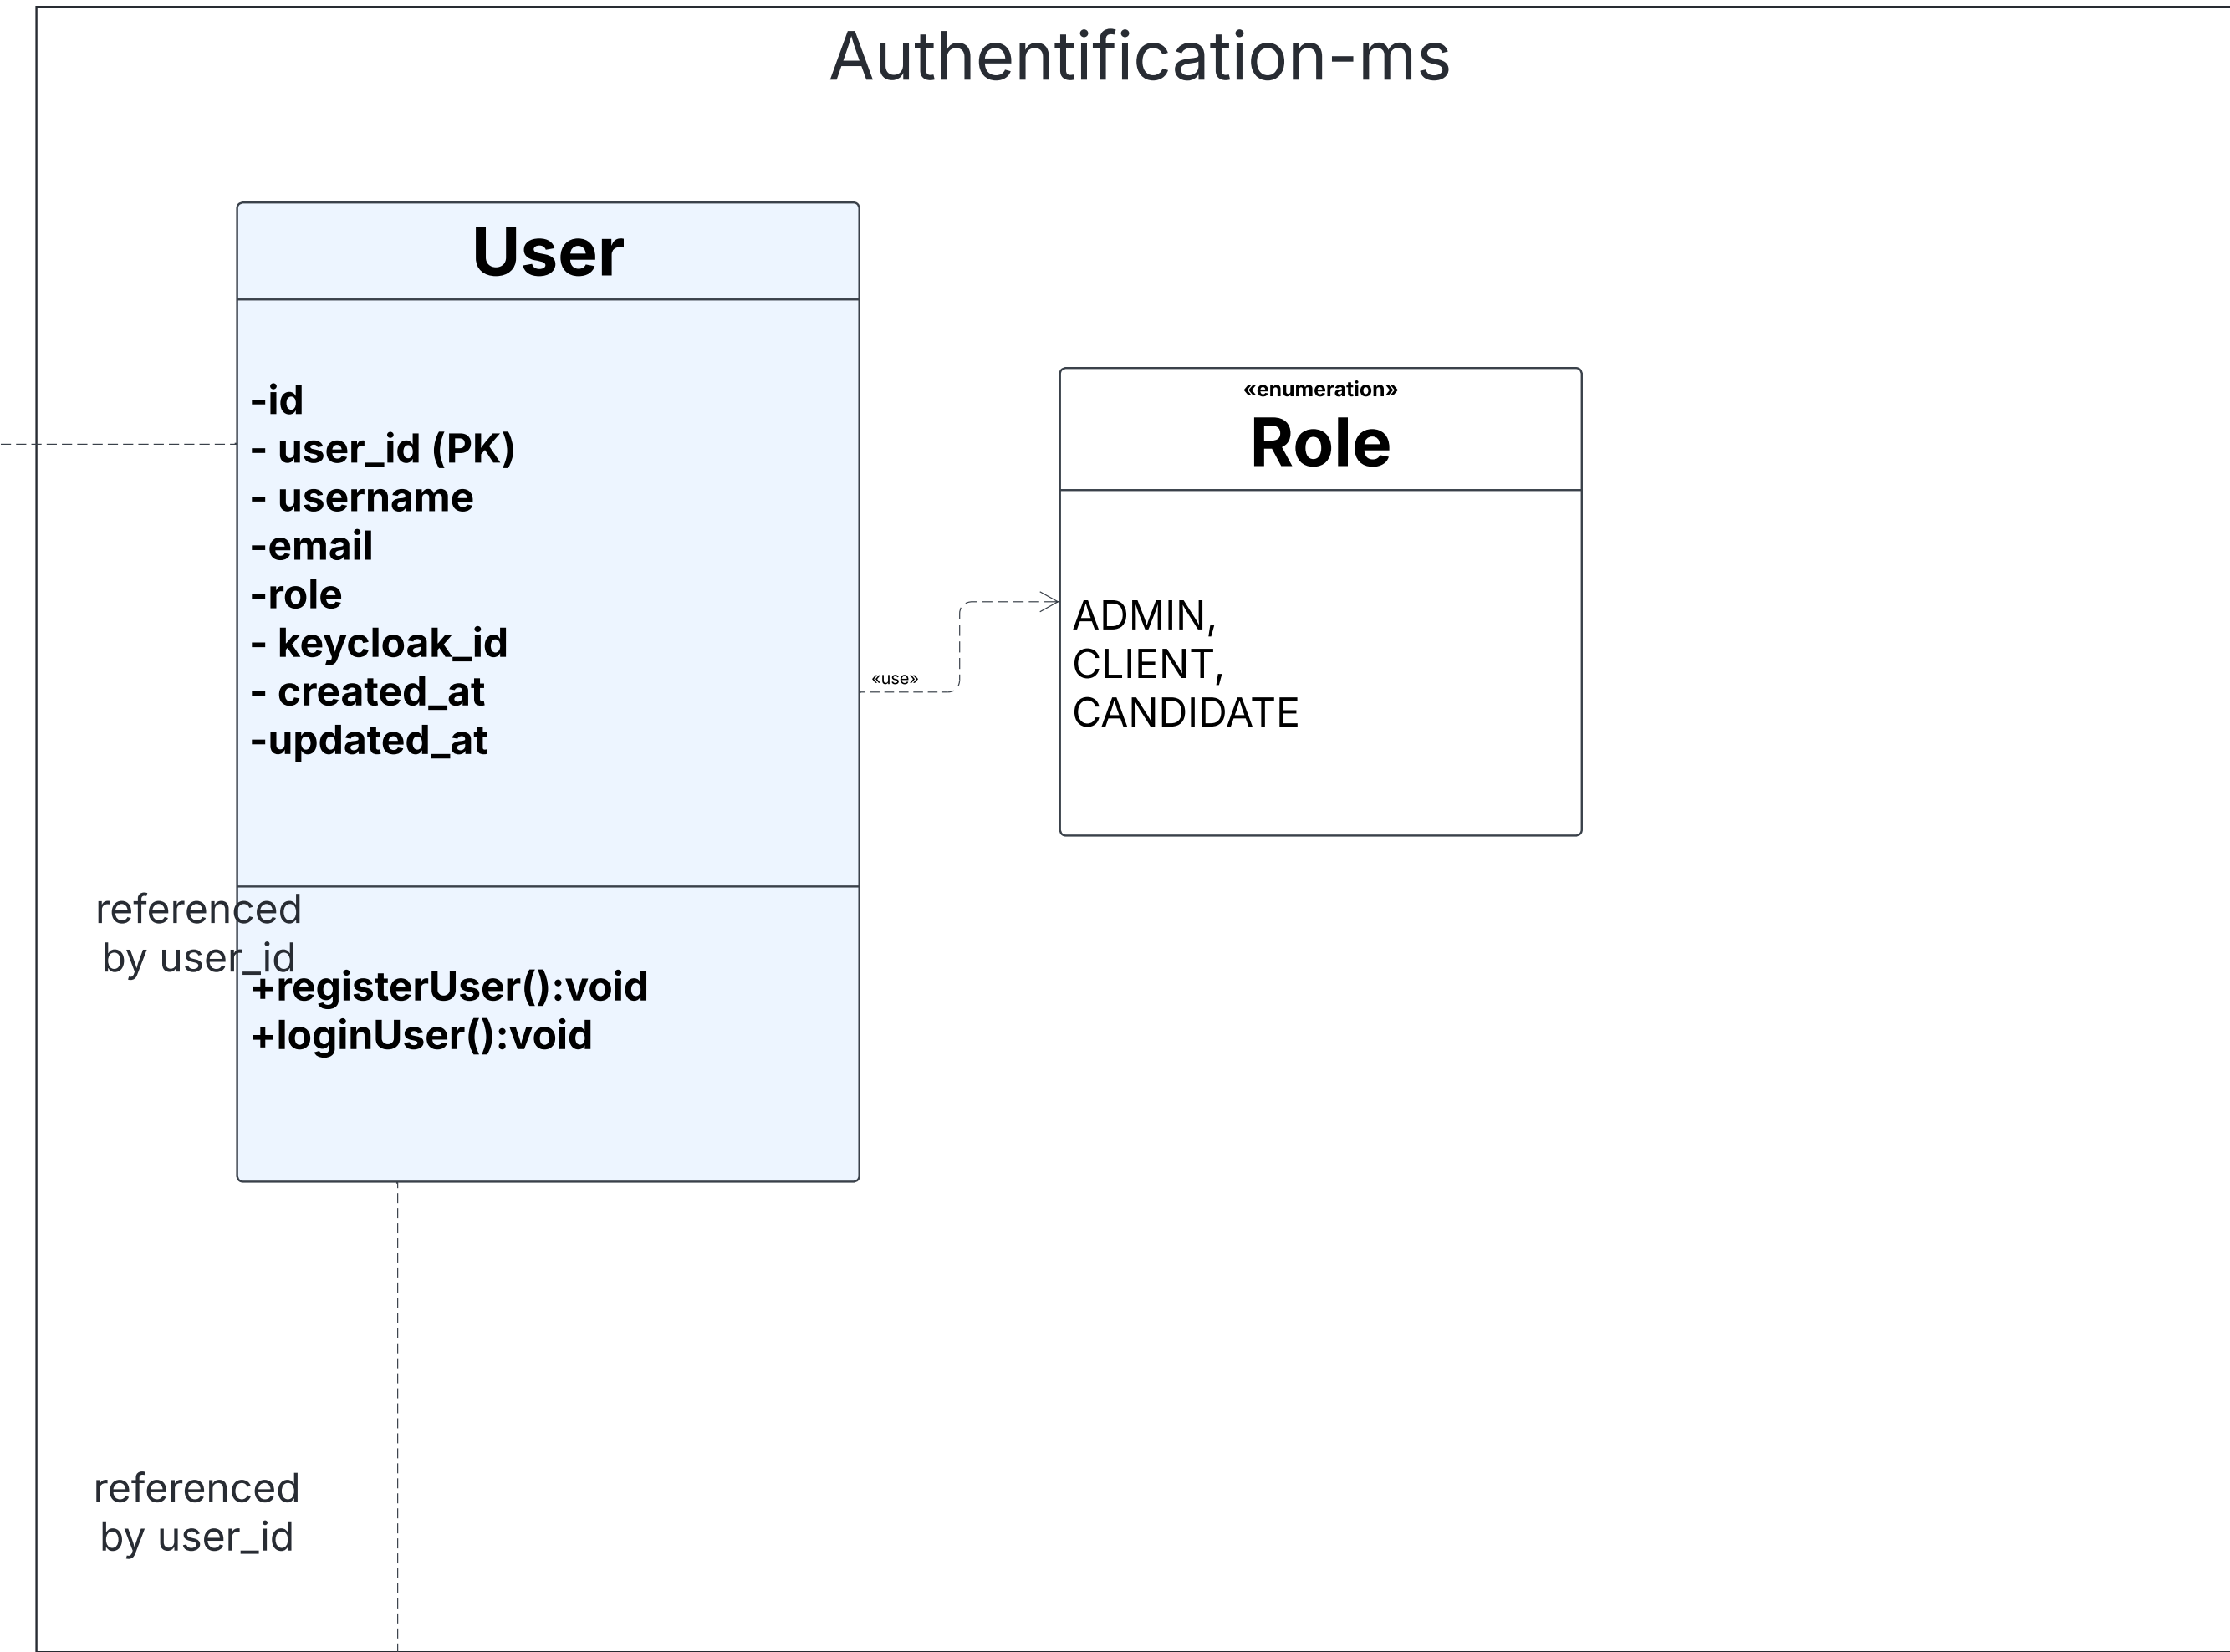 Authentification-ms
User
-id
- user_id (PK)
- username
-email
-role
- keycloak_id
- created_at
-updated_at
referenced
by user_id
+registerUser():void
+loginUser():void
«use»
«enumeration»
Role
ADMIN,
CLIENT,
CANDIDATE
referenced
by user_id